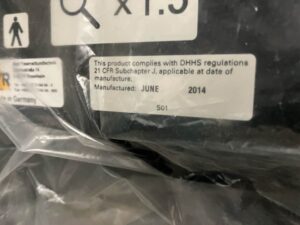 x1.5
This product complies with DHHS regulations
21 CFR Subchapter J, applicable at date of
manufacture.
Manufactured: JUNE 2014
S01
in Germany